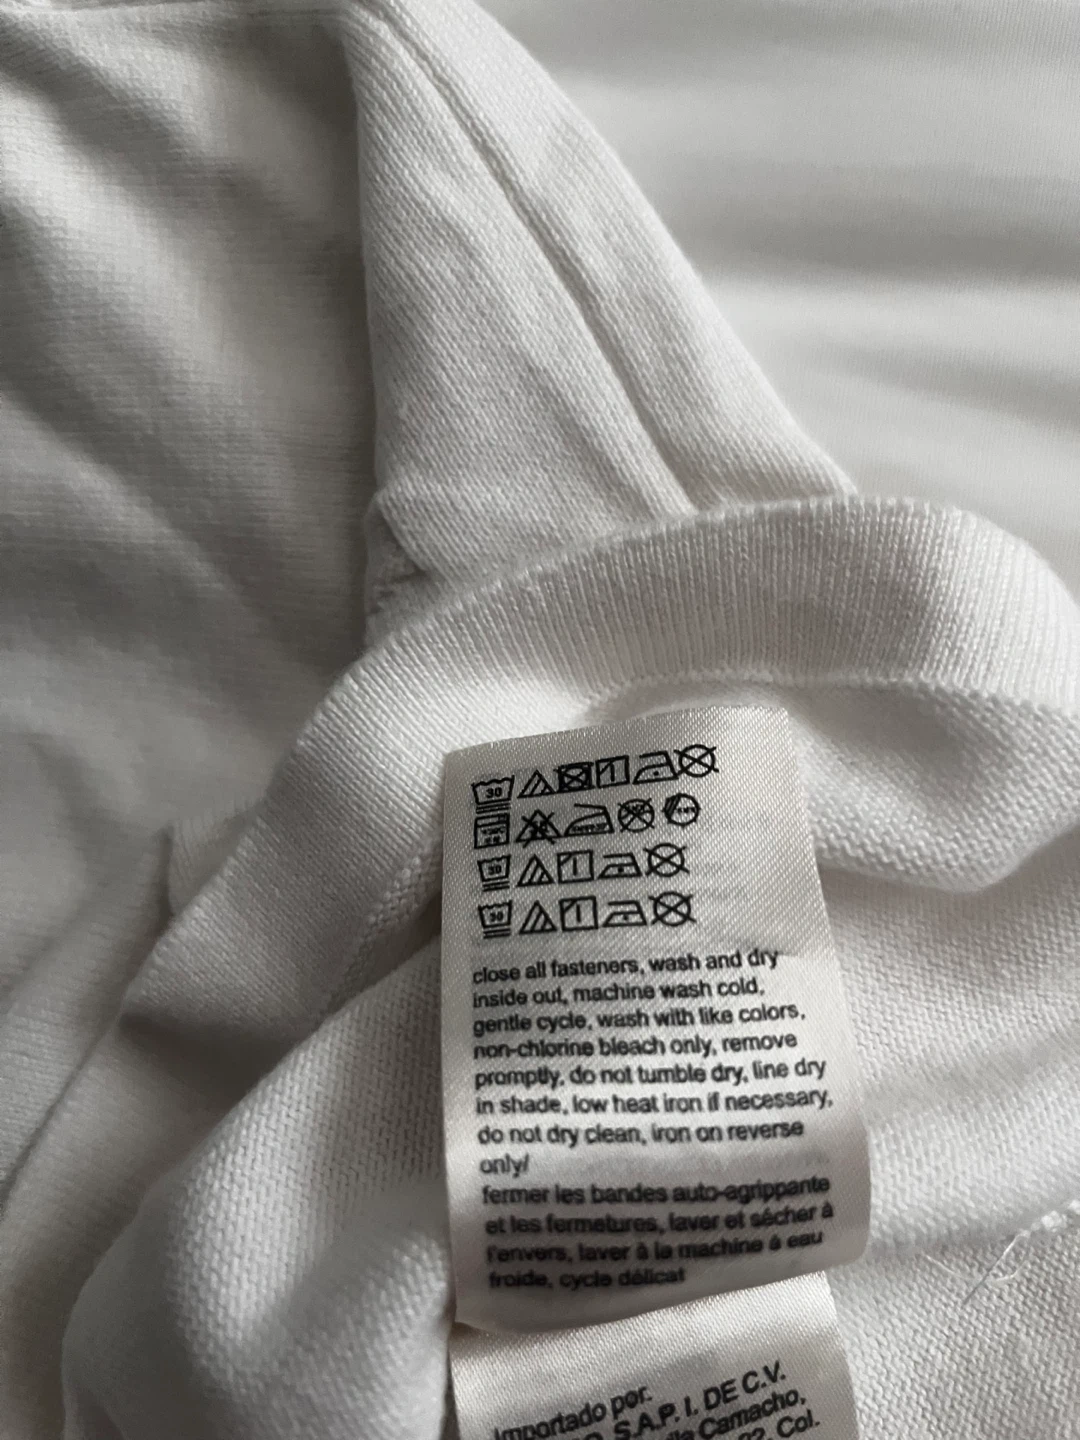 30
30
30
close all fasteners, wash and dry
inside out, machine wash cold,
gentle cycle, wash with like colors,
non-chlorine bleach only, remove
promptly, do not tumble dry, line dry
in shade, low heat iron if necessary,
do not dry clean, iron on reverse
only/
fermer les bandes auto-agrippante
et les fermetures, laver et sécher à
l'envers, laver à la machine à eau
froide, cycle délicat
Importado por:
S.A.P.I. DE C.V.
Camacho,
Col.